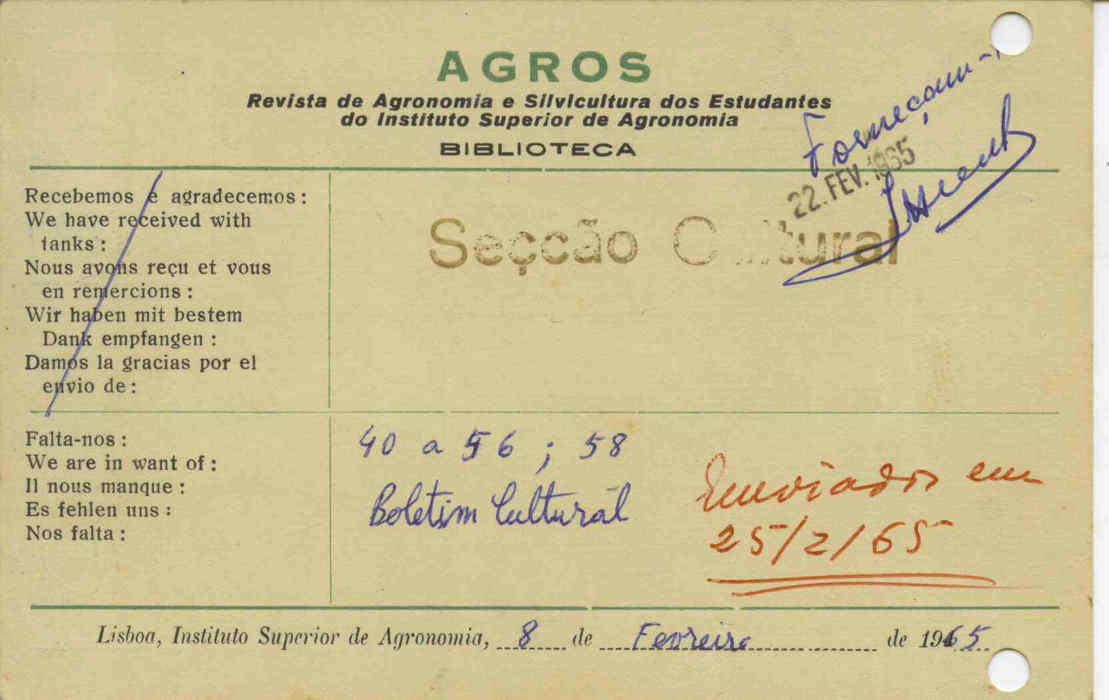 AGROS
Revista de Agronomia e Silvicultura dos Estudantes
do Instituto Superior de Agronomia
BIBLIOTECA
Forneçam-
22. FEV. 1965
Recebemos e agradecemos :
We have received with
tanks :
Nous avons reçu et vous
en remercions :
Wir haben mit bestem
Dank empfangen :
Damos la gracias por el
envio de :
Secção C tural
Falta-nos :
We are in want of :
Il nous manque :
Es fehlen uns :
Nos falta :
40 a 56 ; 58
Boletim Cultural
Enviados em
25/2/65
Lisboa, Instituto Superior de Agronomia, 8 de Fevreiro de 1965